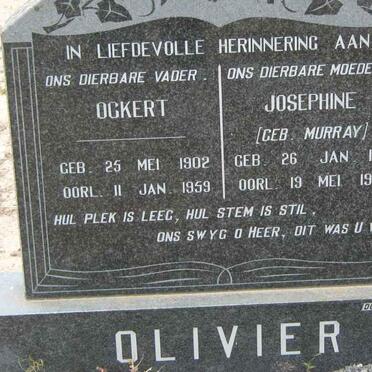 IN LIEFDEVOLLE HERINNERING AAN
ONS DIERBARE VADER. ONS DIERBARE MOEDE
OCKERT JOSEPHINE
[GEB. MURRAY]
GEB. 25 MEI 1902 GEB. 26 JAN 1
OORL. 11 JAN. 1959 OORL. 19 MEI 19
HUL PLEK IS LEEG, HUL STEM IS STIL,
ONS SWYG O HEER, DIT WAS U
OLIVIER